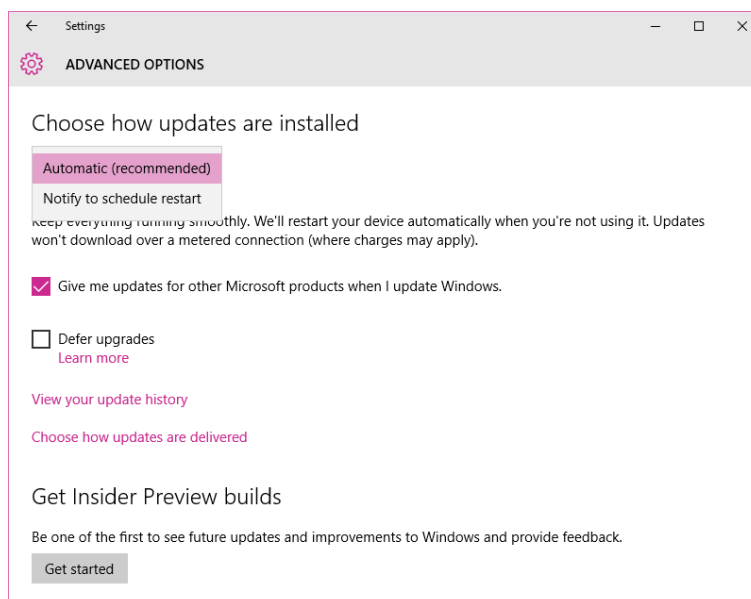 Settings
ADVANCED OPTIONS
Choose how updates are installed
Automatic (recommended)
Notify to schedule restart
Keep everything running smoothly. We'll restart your device automatically when you're not using it. Updates
won't download over a metered connection (where charges may apply).
Give me updates for other Microsoft products when I update Windows.
Defer upgrades
Learn more
View your update history
Choose how updates are delivered
Get Insider Preview builds
Be one of the first to see future updates and improvements to Windows and provide feedback.
Get started